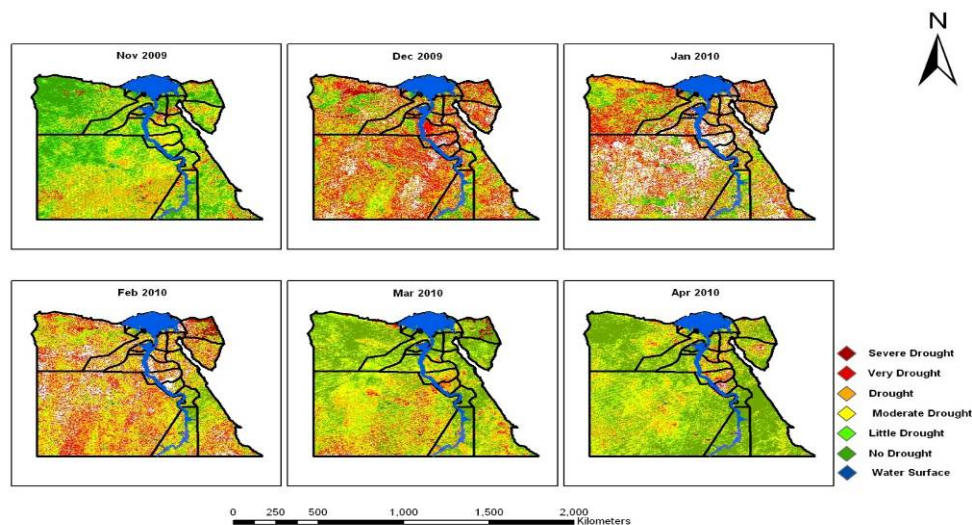 N
Nov 2009
Dec 2009
Jan 2010
Feb 2010
Mar 2010
Apr 2010
Severe Drought
Very Drought
Drought
Moderate Drought
Little Drought
No Drought
Water Surface
0 250 500 1,000 1,500 2,000
Kilometers